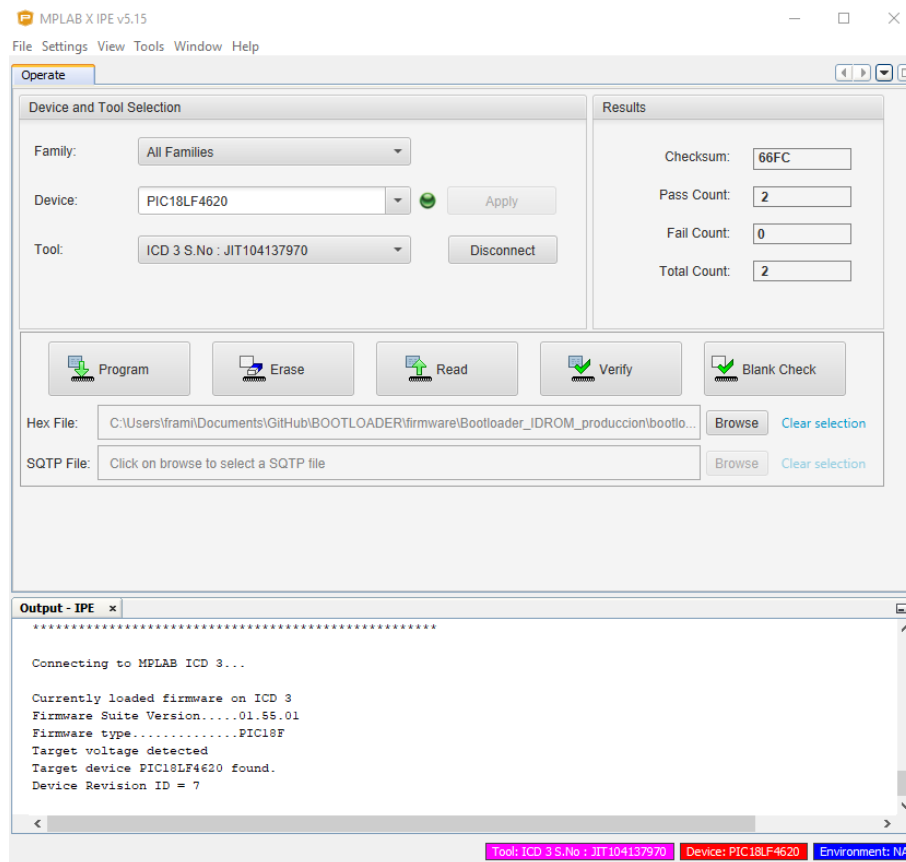 MPLAB X IPE v5.15
File Settings View Tools Window Help
Operate
Device and Tool Selection
Family: All Families
Device: PIC18LF4620 Apply
Tool: ICD 3 S.No : JIT104137970 Disconnect
Results
Checksum: 66FC
Pass Count: 2
Fail Count: 0
Total Count: 2
Program Erase Read Verify Blank Check
Hex File: C:\Users\frami\Documents\GitHub\BOOTLOADER\firmware\Bootloader_IDROM_produccion\bootlo... Browse Clear selection
SQTP File: Click on browse to select a SQTP file Browse Clear selection
Output - IPE x
*****************************************************
Connecting to MPLAB ICD 3...
Currently loaded firmware on ICD 3
Firmware Suite Version.....01.55.01
Firmware type..............PIC18F
Target voltage detected
Target device PIC18LF4620 found.
Device Revision ID = 7
Tool: ICD 3 S.No : JIT104137970 Device: PIC18LF4620 Environment: NA